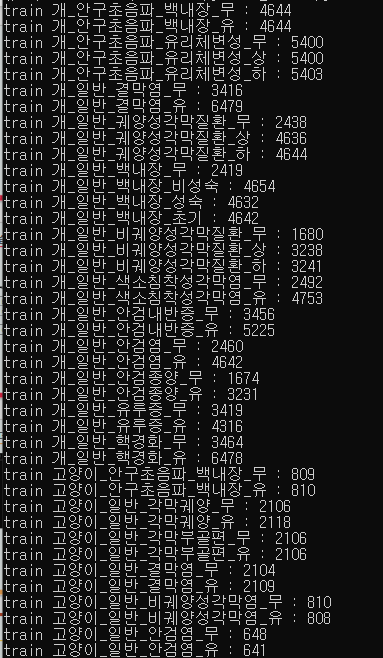 train 개_안구초음파_백내장_무 : 4644
train 개_안구초음파_백내장_유 : 4644
train 개_안구초음파_유리체변성_무 : 5400
train 개_안구초음파_유리체변성_상 : 5400
train 개_안구초음파_유리체변성_하 : 5403
train 개_일반_결막염_무 : 3416
train 개_일반_결막염_유 : 6479
train 개_일반_궤양성각막질환_무 : 2438
train 개_일반_궤양성각막질환_상 : 4636
train 개_일반_궤양성각막질환_하 : 4644
train 개_일반_백내장_무 : 2419
train 개_일반_백내장_비성숙 : 4654
train 개_일반_백내장_성숙 : 4632
train 개_일반_백내장_초기 : 4642
train 개_일반_비궤양성각막질환_무 : 1680
train 개_일반_비궤양성각막질환_상 : 3238
train 개_일반_비궤양성각막질환_하 : 3241
train 개_일반_색소침착성각막염_무 : 2492
train 개_일반_색소침착성각막염_유 : 4753
train 개_일반_안검내반증_무 : 3456
train 개_일반_안검내반증_유 : 5225
train 개_일반_안검염_무 : 2460
train 개_일반_안검염_유 : 4642
train 개_일반_안검종양_무 : 1674
train 개_일반_안검종양_유 : 3231
train 개_일반_유루증_무 : 3419
train 개_일반_유루증_유 : 4316
train 개_일반_핵경화_무 : 3464
train 개_일반_핵경화_유 : 6478
train 고양이_안구초음파_백내장_무 : 809
train 고양이_안구초음파_백내장_유 : 810
train 고양이_일반_각막궤양_무 : 2106
train 고양이_일반_각막궤양_유 : 2118
train 고양이_일반_각막부골편_무 : 2106
train 고양이_일반_각막부골편_유 : 2106
train 고양이_일반_결막염_무 : 2104
train 고양이_일반_결막염_유 : 2109
train 고양이_일반_비궤양성각막염_무 : 810
train 고양이_일반_비궤양성각막염_유 : 808
train 고양이_일반_안검염_무 : 648
train 고양이_일반_안검염_유 : 641